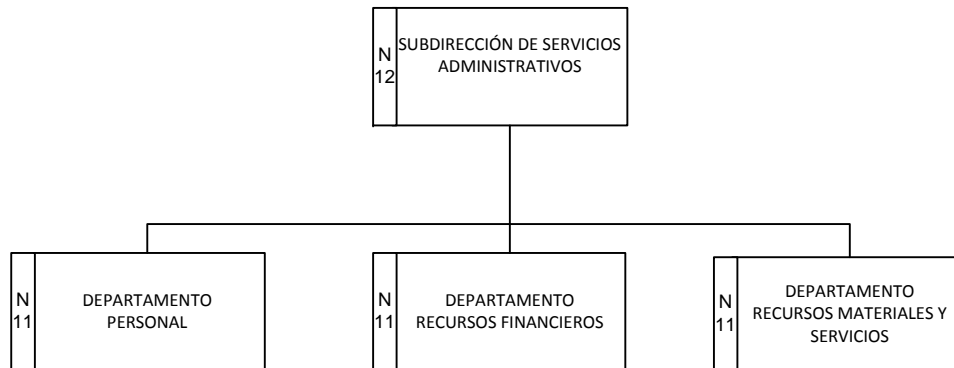 N
12
SUBDIRECCIÓN DE SERVICIOS
ADMINISTRATIVOS
N
11
DEPARTAMENTO
PERSONAL
N
11
DEPARTAMENTO
RECURSOS FINANCIEROS
N
11
DEPARTAMENTO
RECURSOS MATERIALES Y
SERVICIOS